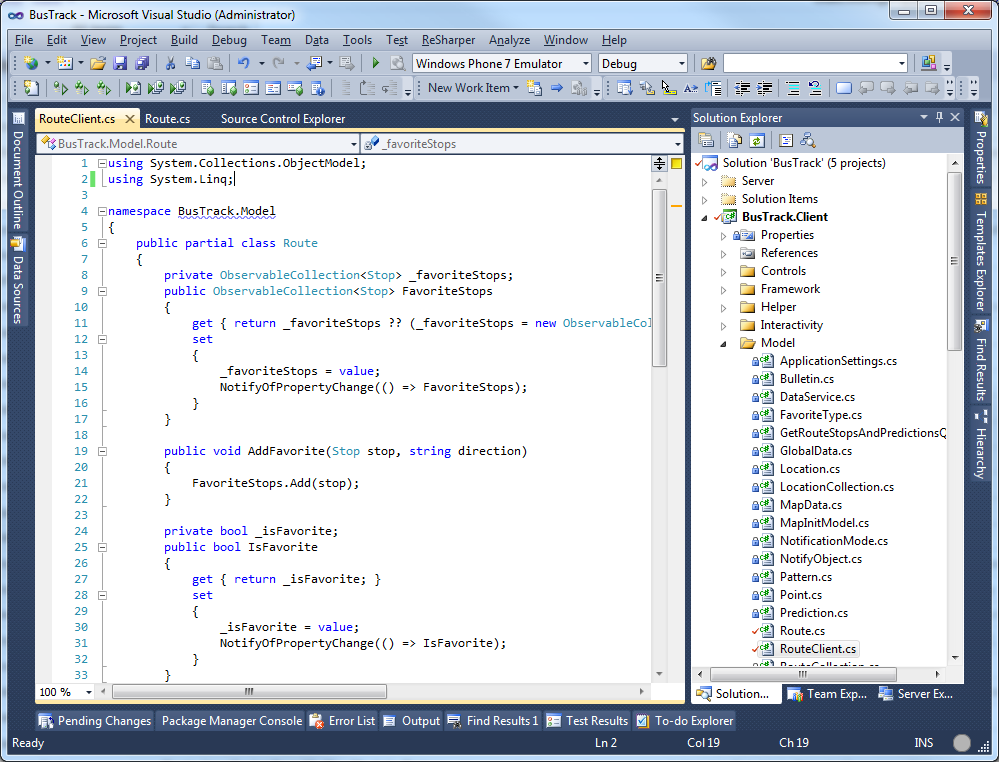 BusTrack - Microsoft Visual Studio (Administrator)
File Edit View Project Build Debug Team Data Tools Test ReSharper Analyze Window Help
Windows Phone 7 Emulator Debug
New Work Item
RouteClient.cs Route.cs Source Control Explorer
BusTrack.Model.Route _favoriteStops
1 using System.Collections.ObjectModel;
2 using System.Linq;
3
4 namespace BusTrack.Model
5 {
6 public partial class Route
7 {
8 private ObservableCollection<Stop> _favoriteStops;
9 public ObservableCollection<Stop> FavoriteStops
10 {
11 get { return _favoriteStops ?? (_favoriteStops = new ObservableCol
12 set
13 {
14 _favoriteStops = value;
15 NotifyOfPropertyChange(() => FavoriteStops);
16 }
17 }
18
19 public void AddFavorite(Stop stop, string direction)
20 {
21 FavoriteStops.Add(stop);
22 }
23
24 private bool _isFavorite;
25 public bool IsFavorite
26 {
27 get { return _isFavorite; }
28 set
29 {
30 _isFavorite = value;
31 NotifyOfPropertyChange(() => IsFavorite);
32 }
33 }
100 %
Document Outline
Data Sources
Solution Explorer
Solution 'BusTrack' (5 projects)
Server
Solution Items
BusTrack.Client
Properties
References
Controls
Framework
Helper
Interactivity
Model
ApplicationSettings.cs
Bulletin.cs
DataService.cs
FavoriteType.cs
GetRouteStopsAndPredictionsQ
GlobalData.cs
Location.cs
LocationCollection.cs
MapData.cs
MapInitModel.cs
NotificationMode.cs
NotifyObject.cs
Pattern.cs
Point.cs
Prediction.cs
Route.cs
RouteClient.cs
RouteCollection.cs
Solution... Team Exp... Server Ex...
Properties
Templates Explorer
Find Results
Hierarchy
Pending Changes Package Manager Console Error List Output Find Results 1 Test Results To-do Explorer
Ready Ln 2 Col 19 Ch 19 INS